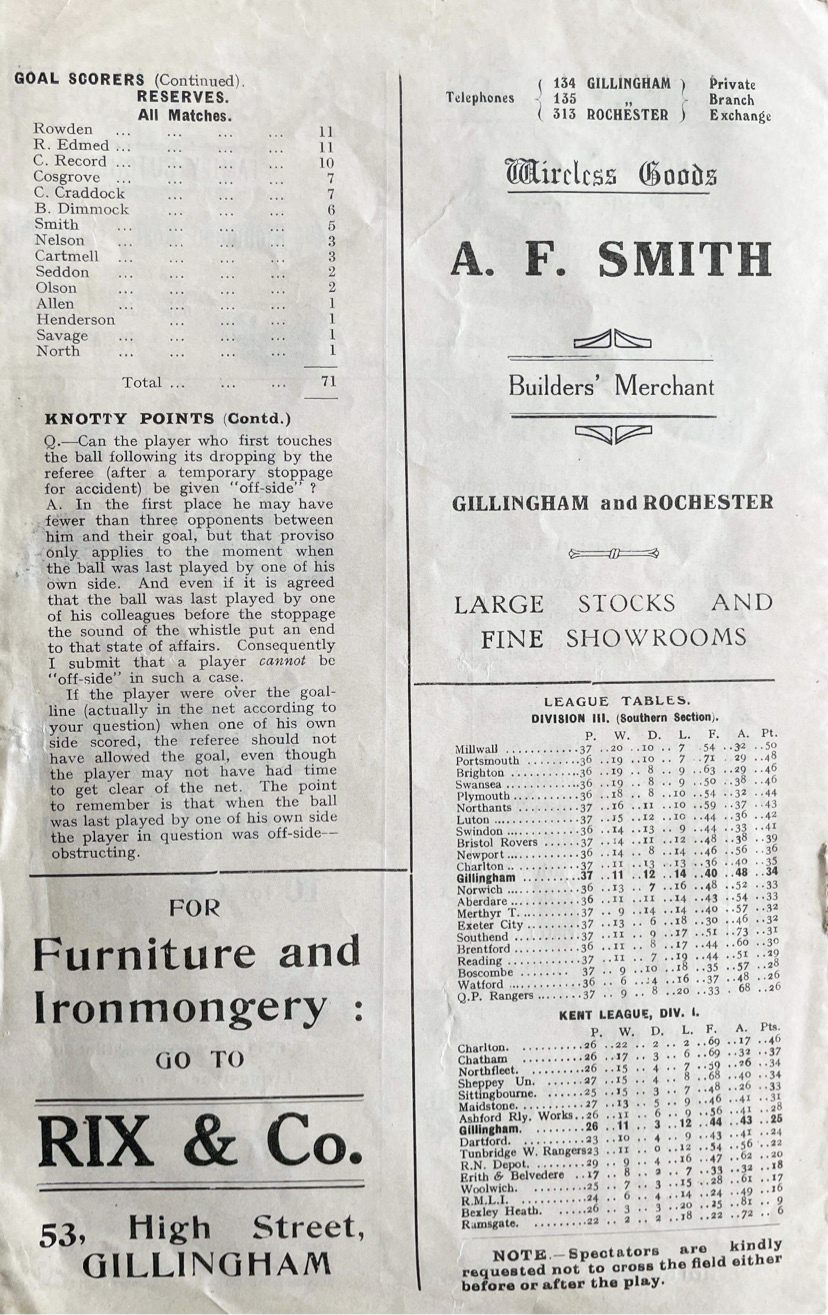 GOAL SCORERS (Continued).
RESERVES.
All Matches.
Rowden ... ... ... ... 11
R. Edmed ... ... ... ... 11
C. Record ... ... ... ... 10
Cosgrove ... ... ... ... 7
C. Craddock ... ... ... 7
B. Dimmock ... ... ... 6
Smith ... ... ... ... 5
Nelson ... ... ... ... 3
Cartmell ... ... ... ... 3
Seddon ... ... ... ... 2
Olson ... ... ... ... 2
Allen ... ... ... ... 1
Henderson ... ... ... 1
Savage ... ... ... ... 1
North ... ... ... ... 1
Total ... ... ... 71
KNOTTY POINTS (Contd.)
Q.—Can the player who first touches
the ball following its dropping by the
referee (after a temporary stoppage
for accident) be given "off-side" ?
A. In the first place he may have
fewer than three opponents between
him and their goal, but that proviso
only applies to the moment when
the ball was last played by one of his
own side. And even if it is agreed
that the ball was last played by one
of his colleagues before the stoppage
the sound of the whistle put an end
to that state of affairs. Consequently
I submit that a player cannot be
"off-side" in such a case.
If the player were over the goal-
line (actually in the net according to
your question) when one of his own
side scored, the referee should not
have allowed the goal, even though
the player may not have had time
to get clear of the net. The point
to remember is that when the ball
was last played by one of his own side
the player in question was off-side--
obstructing.
FOR
Furniture and
Ironmongery :
GO TO
RIX & Co.
53, High Street,
GILLINGHAM
Telephones ( 134 GILLINGHAM ) Private
135 „ Branch
( 313 ROCHESTER ) Exchange
Wireless Goods
A. F. SMITH
Builders' Merchant
GILLINGHAM and ROCHESTER
LARGE STOCKS AND
FINE SHOWROOMS
LEAGUE TABLES.
DIVISION III. (Southern Section).
P. W. D. L. F. A. Pt.
Millwall ...........37 ..20 ..10 .. 7 54 ..32 ..50
Portsmouth ..........36 ..19 ..10 .. 7 ..71 29 ..48
Brighton ...........36 ..19 .. 8 .. 9 ..63 ..29 ..46
Swansea ...........36 ..19 .. 8 .. 9 ..50 ..38 ..46
Plymouth ...........36 ..18 .. 8 ..10 ..54 ..32 ..44
Northants ..........37 ..16 ..11 ..10 ..59 ..37 ..43
Luton ...........37 ..15 ..12 ..10 ..44 ..36 ..42
Swindon ...........36 ..14 ..13 .. 9 ..44 ..33 ..41
Bristol Rovers .......37 ..14 ..11 ..12 ..48 ..38 ..39
Newport ...........36 ..14 .. 8 ..14 ..46 ..56 ..36
Charlton ...........37 ..11 ..13 ..13 ..36 ..40 ..35
Gillingham ..........37 ..11 ..12 ..14 ..40 ..48 ..34
Norwich ...........36 ..13 .. 7 ..16 ..48 ..52 ..33
Aberdare ...........36 ..11 ..11 ..14 ..43 ..54 ..33
Merthyr T. ..........37 .. 9 ..14 ..14 ..40 ..57 ..32
Exeter City ..........37 ..13 .. 6 ..18 ..30 ..46 ..32
Southend ...........37 ..11 .. 9 ..17 ..51 ..73 ..31
Brentford ...........36 ..11 .. 8 ..17 ..44 ..60 ..30
Reading ...........37 ..11 .. 7 ..19 ..44 ..51 ..29
Boscombe ........... 37 .. 9 ..10 ..18 ..35 ..57 ..28
Watford ...........36 .. 6 ..14 ..16 ..37 ..48 ..26
Q.P. Rangers .........37 .. 9 .. 8 ..20 ..33 . 68 ..26
KENT LEAGUE, DIV. I.
P. W. D. L. F. A. Pts.
Charlton. ..........26 ..22 .. 2 .. 2 ..69 ..17 ..46
Chatham ..........26 ..17 .. 3 .. 6 ..69 ..32 ..37
Northfleet. ..........26 ..15 .. 4 .. 7 ..59 ..26 ..34
Sheppey Un. ........27 ..15 .. 4 .. 8 ..68 ..40 ..34
Sittingbourne. ........25 ..15 .. 3 .. 7 ..48 ..26 ..33
Maidstone. ..........27 ..13 .. 5 .. 9 ..46 ..41 ..31
Ashford Rly. Works..26 ..11 .. 6 .. 9 ..56 ..41 ..28
Gillingham. ..........26 ..11 .. 3 ..12 ..44 ..43 ..25
Dartford. ..........23 ..10 .. 4 .. 9 ..43 ..41 ..24
Tunbridge W. Rangers23 ..11 .. 0 ..12 ..54 ..56 ..22
R.N. Depot. ..........29 .. 9 .. 4 ..16 ..47 ..62 ..20
Erith & Belvedere ..17 .. 8 .. 2 .. 7 ..33 ..32 ..18
Woolwich. ..........25 .. 7 .. 3 ..15 ..28 ..61 ..17
R.M.L.I. ..........24 .. 6 .. 4 ..14 ..24 ..49 ..16
Bexley Heath. ........26 .. 3 .. 3 ..20 ..25 ..81 .. 9
Ramsgate. ..........22 .. 2 .. 2 ..18 ..22 ..72 .. 6
NOTE.—Spectators are kindly
requested not to cross the field either
before or after the play.